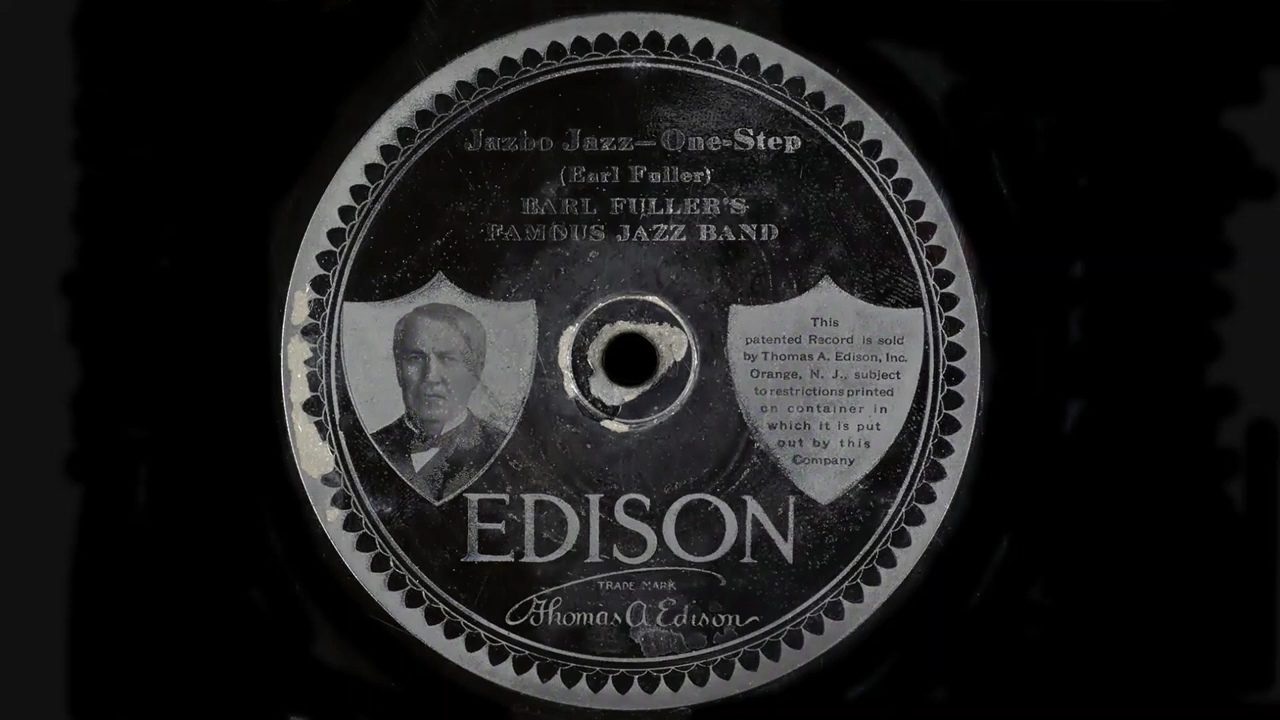 Jazbo Jazz—One-Step
(Earl Fuller)
EARL FULLER'S
FAMOUS JAZZ BAND
This
patented Record is sold
by Thomas A. Edison, Inc.
Orange, N. J., subject
to restrictions printed
on container in
which it is put
out by this
Company
EDISON
TRADE MARK
Thomas A Edison